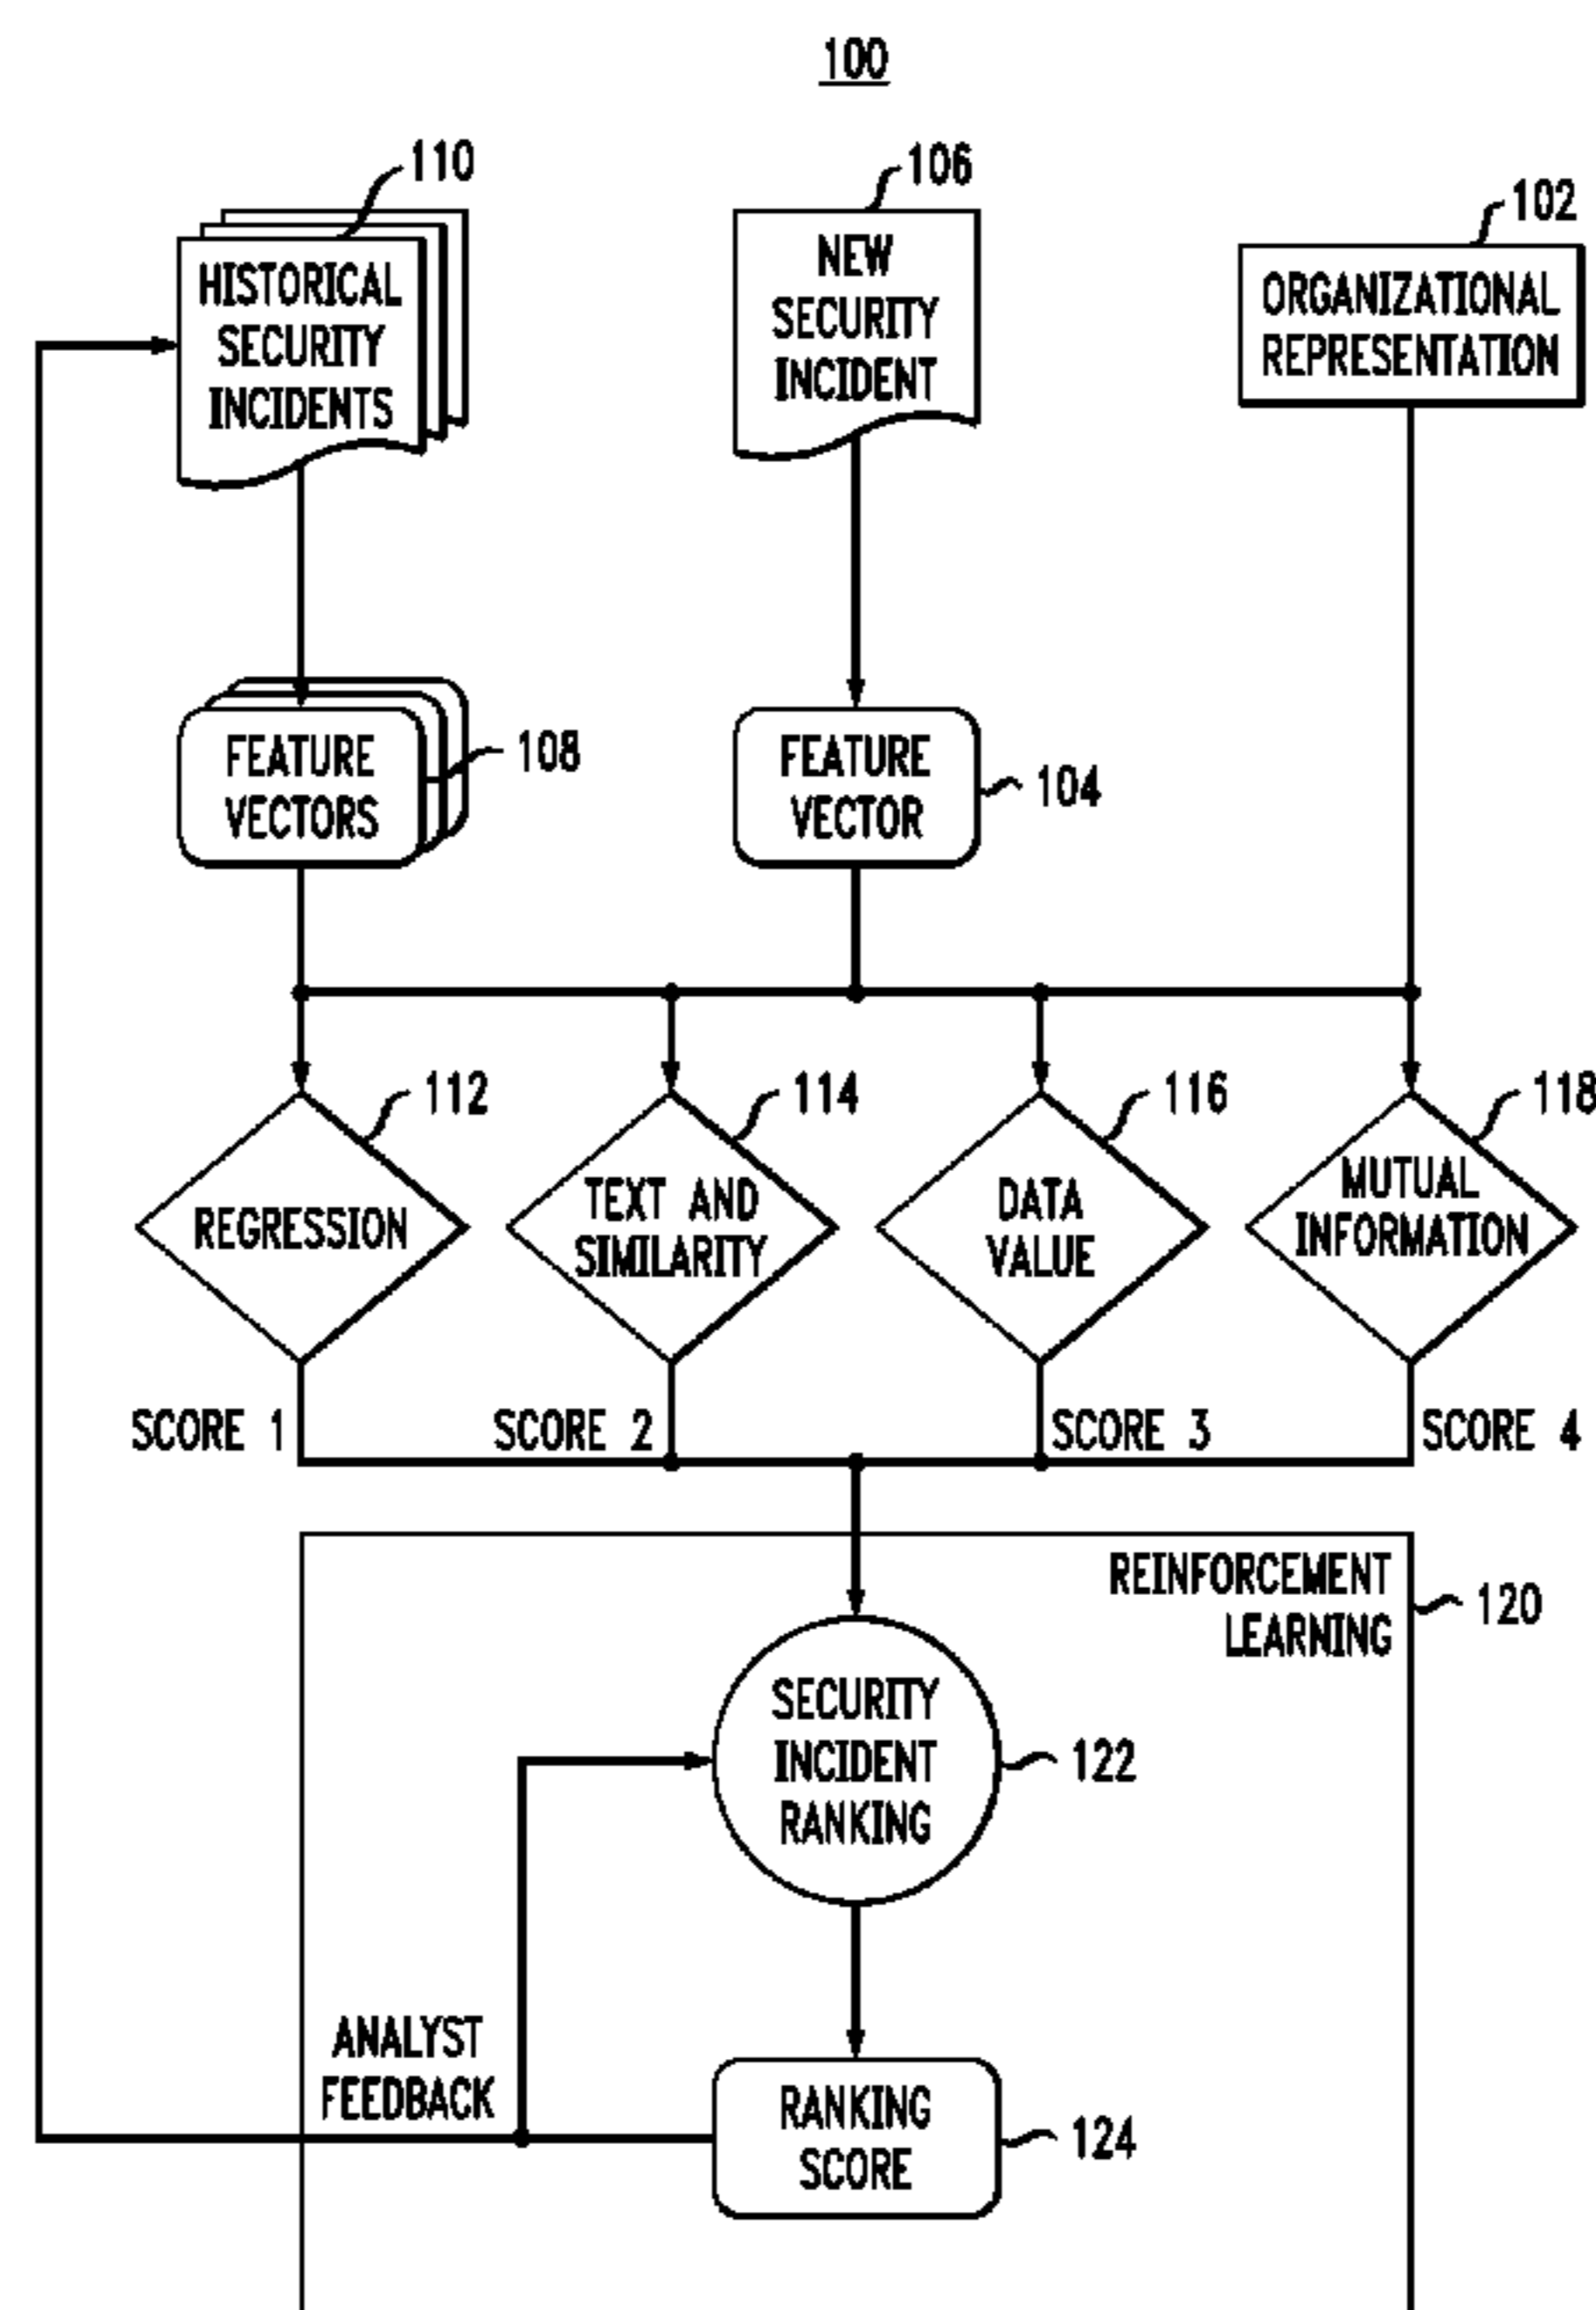 100
110
HISTORICAL
SECURITY
INCIDENTS
106
NEW
SECURITY
INCIDENT
102
ORGANIZATIONAL
REPRESENTATION
FEATURE
VECTORS
108
FEATURE
VECTOR
104
112
REGRESSION
114
TEXT AND
SIMILARITY
116
DATA
VALUE
118
MUTUAL
INFORMATION
SCORE 1
SCORE 2
SCORE 3
SCORE 4
REINFORCEMENT
LEARNING
120
SECURITY
INCIDENT
RANKING
122
ANALYST
FEEDBACK
RANKING
SCORE
124